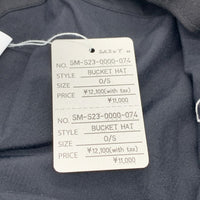 NO. SM-S23-0000-074
STYLE BUCKET HAT
SIZE O/S
PRICE ¥12,100(with tax)
¥11,000
NO. SM-S23-0000-074
STYLE BUCKET HAT
SIZE O/S
PRICE ¥12,100(with tax)
¥11,000